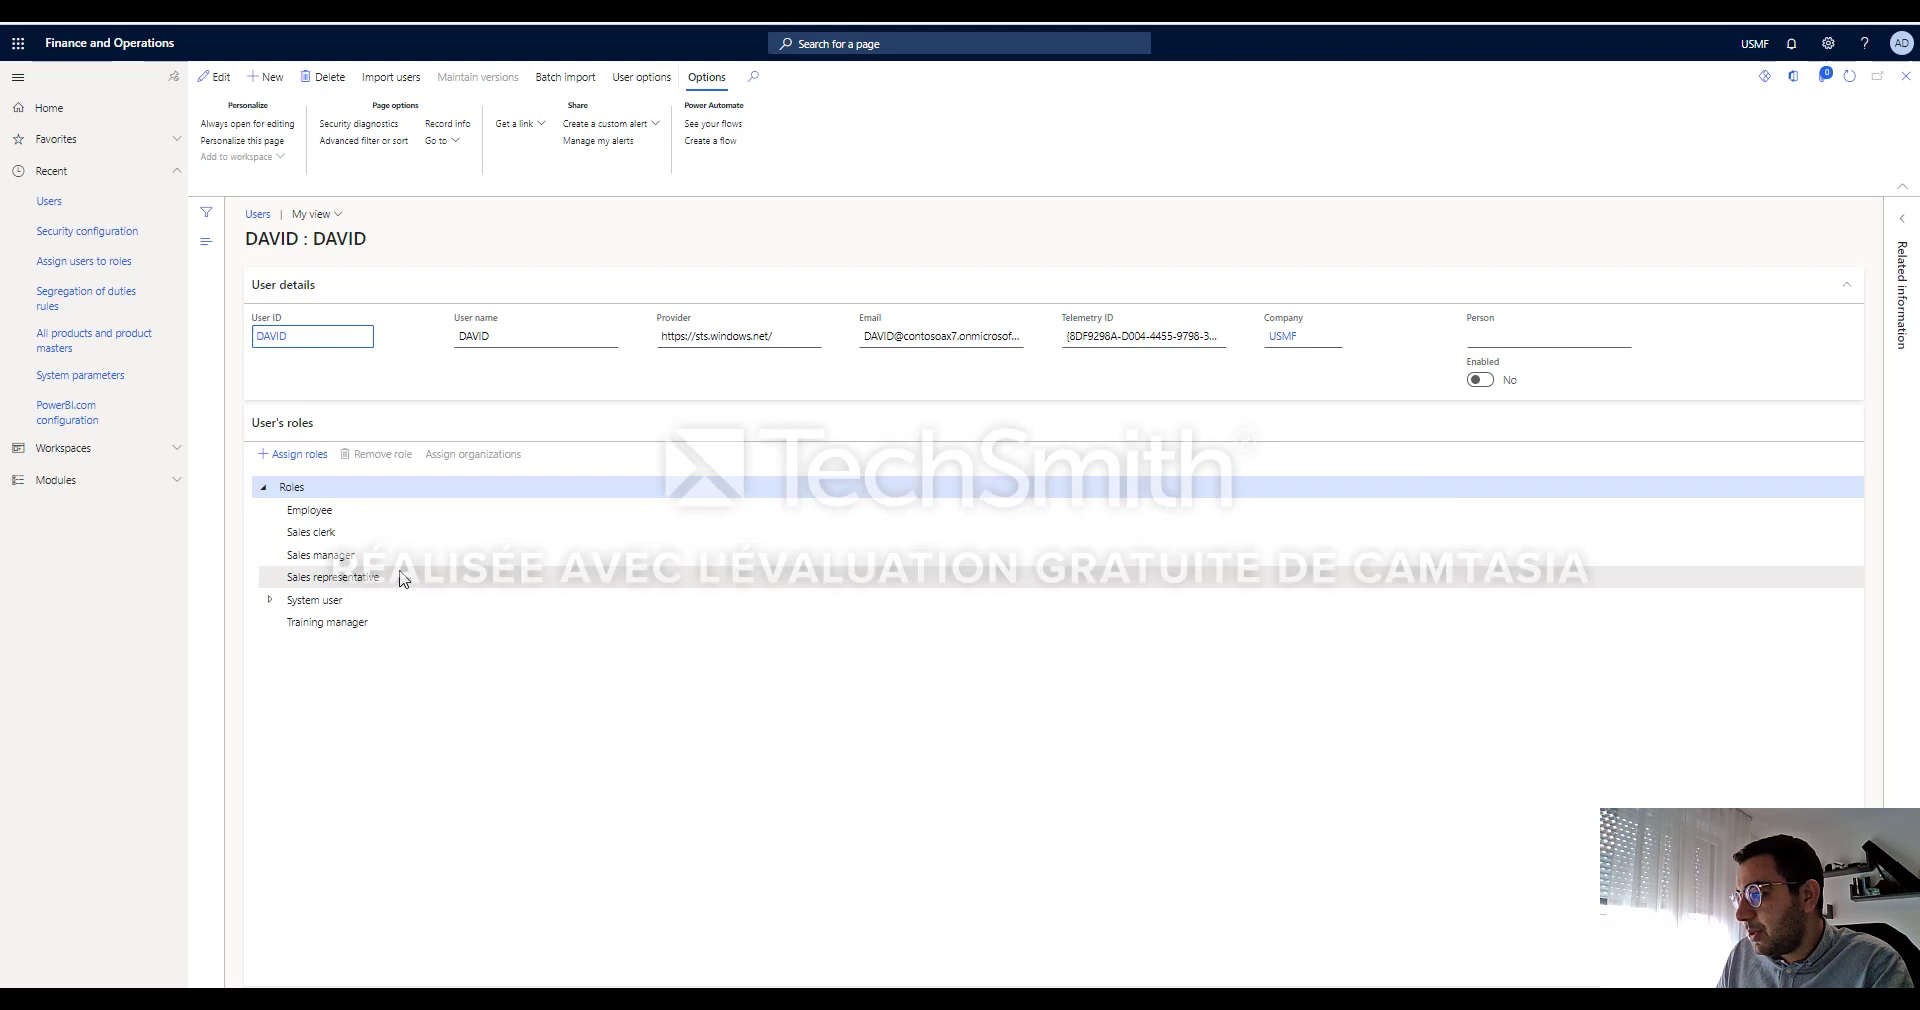 Finance and Operations
Search for a page
USMF
?
AD
Edit
New
Delete
Import users
Maintain versions
Batch import
User options
Options
0
Personalize
Always open for editing
Personalize this page
Add to workspace
Page options
Security diagnostics
Advanced filter or sort
Record info
Go to
Share
Get a link
Create a custom alert
Manage my alerts
Power Automate
See your flows
Create a flow
Home
Favorites
Recent
Users
Security configuration
Assign users to roles
Segregation of duties
rules
All products and product
masters
System parameters
PowerBI.com
configuration
Workspaces
Modules
Users | My view
DAVID : DAVID
User details
User ID
DAVID
User name
DAVID
Provider
https://sts.windows.net/
Email
DAVID@contosoax7.onmicrosof...
Telemetry ID
{8DF9298A-D004-4455-9798-3...
Company
USMF
Person
Enabled
No
User's roles
Assign roles
Remove role
Assign organizations
Roles
Employee
Sales clerk
Sales manager
Sales representative
System user
Training manager
Related information
TechSmith®
RÉALISÉE AVEC L'ÉVALUATION GRATUITE DE CAMTASIA